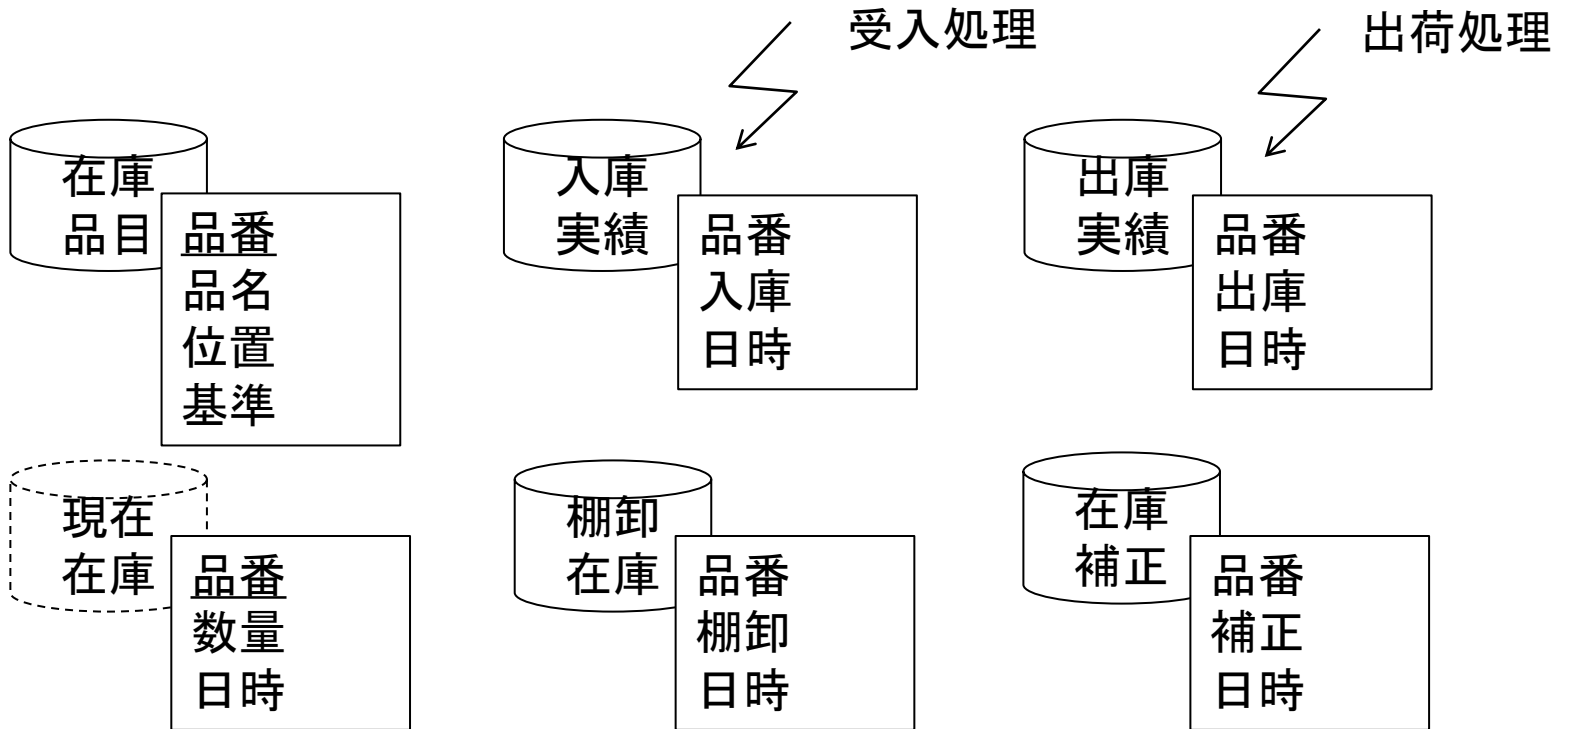 受入処理
出荷処理
在庫
品目
品番
品名
位置
基準
入庫
実績
品番
入庫
日時
出庫
実績
品番
出庫
日時
現在
在庫
品番
数量
日時
棚卸
在庫
品番
棚卸
日時
在庫
補正
品番
補正
日時